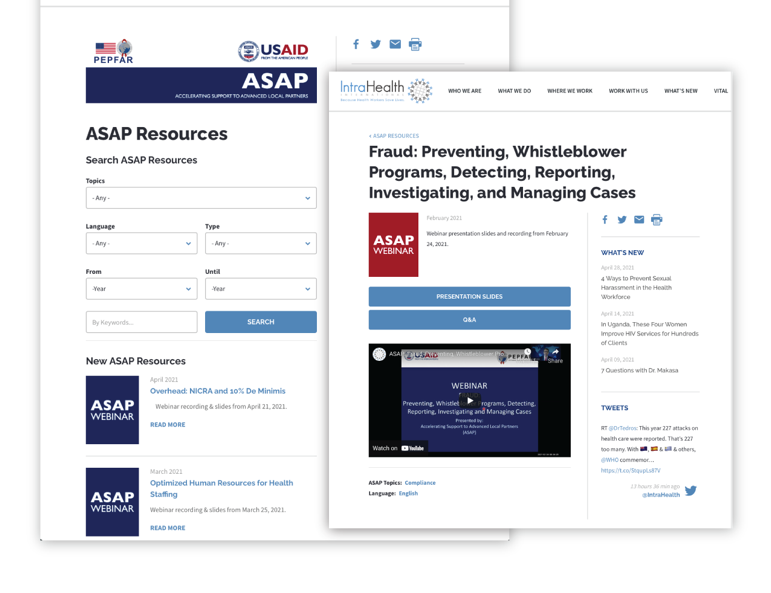 PEPFAR
USAID
FROM THE AMERICAN PEOPLE
ASAP
ACCELERATING SUPPORT TO ADVANCED LOCAL PARTNERS
ASAP Resources
Search ASAP Resources
Topics
- Any -
Language
Type
- Any -
- Any -
From
Until
-Year
-Year
By Keywords...
SEARCH
New ASAP Resources
ASAP
WEBINAR
April 2021
Overhead: NICRA and 10% De Minimis
Webinar recording & slides from April 21, 2021.
READ MORE
ASAP
WEBINAR
March 2021
Optimized Human Resources for Health
Staffing
Webinar recording & slides from March 25, 2021.
READ MORE
IntraHealth
INTERNATIONAL
Because Health Workers Save Lives.
WHO WE ARE
WHAT WE DO
WHERE WE WORK
WORK WITH US
WHAT'S NEW
VITAL
< ASAP RESOURCES
Fraud: Preventing, Whistleblower
Programs, Detecting, Reporting,
Investigating, and Managing Cases
ASAP
WEBINAR
February 2021
Webinar presentation slides and recording from February
24, 2021.
PRESENTATION SLIDES
Q&A
USAID
PEPFAR
Share
WEBINAR
Preventing, Whistleblower Programs, Detecting,
Reporting, Investigating and Managing Cases
Presented by:
Accelerating Support to Advanced Local Partners
(ASAP)
Watch on YouTube
ASAP Topics: Compliance
Language: English
WHAT'S NEW
April 28, 2021
4 Ways to Prevent Sexual
Harassment in the Health
Workforce
April 14, 2021
In Uganda, These Four Women
Improve HIV Services for Hundreds
of Clients
April 09, 2021
7 Questions with Dr. Makasa
TWEETS
RT @DrTedros: This year 227 attacks on
health care were reported. That's 227
too many. With & & others,
@WHO commemor…
13 hours 36 min ago
@IntraHealth